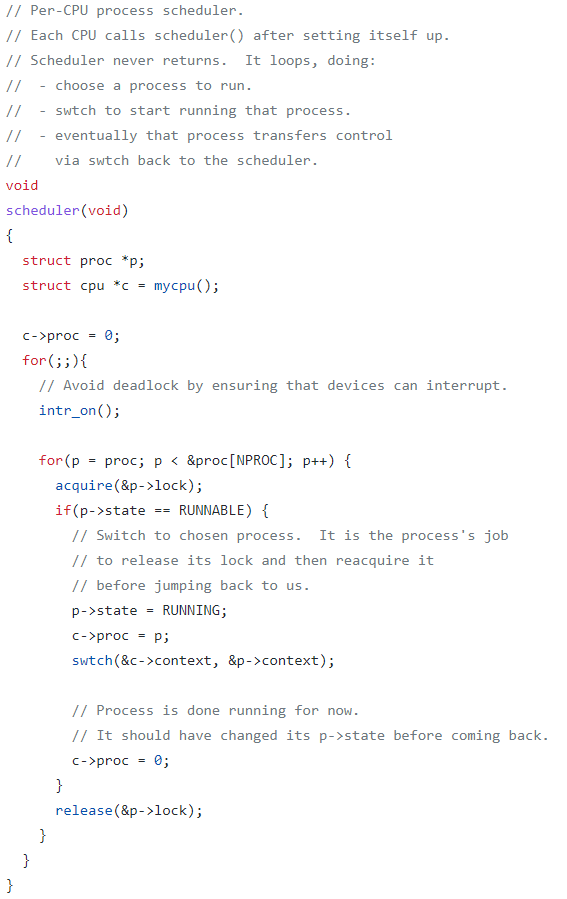 // Per-CPU process scheduler.
// Each CPU calls scheduler() after setting itself up.
// Scheduler never returns.  It loops, doing:
//  - choose a process to run.
//  - swtch to start running that process.
//  - eventually that process transfers control
//    via swtch back to the scheduler.
void
scheduler(void)
{
  struct proc *p;
  struct cpu *c = mycpu();

  c->proc = 0;
  for(;;){
    // Avoid deadlock by ensuring that devices can interrupt.
    intr_on();

    for(p = proc; p < &proc[NPROC]; p++) {
      acquire(&p->lock);
      if(p->state == RUNNABLE) {
        // Switch to chosen process.  It is the process's job
        // to release its lock and then reacquire it
        // before jumping back to us.
        p->state = RUNNING;
        c->proc = p;
        swtch(&c->context, &p->context);

        // Process is done running for now.
        // It should have changed its p->state before coming back.
        c->proc = 0;
      }
      release(&p->lock);
    }
  }
}